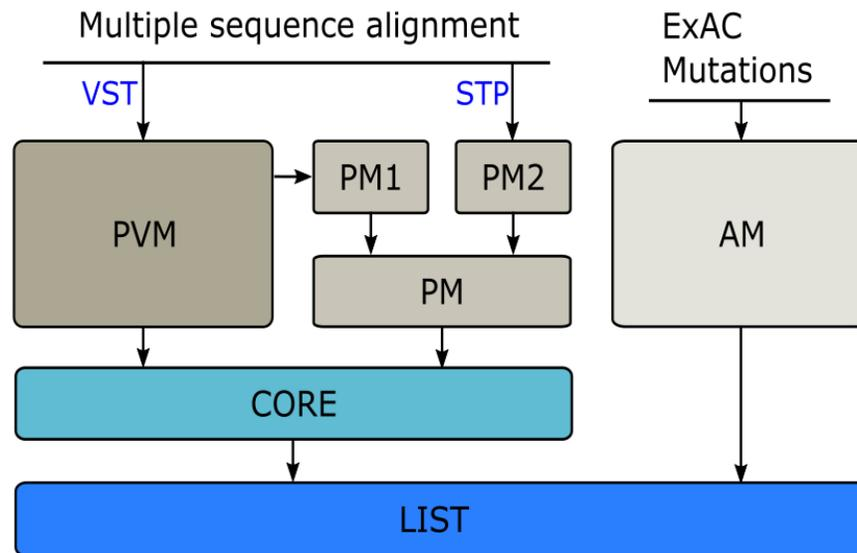 Multiple sequence alignment
ExAC
Mutations
VST
STP
PVM
PM1
PM2
AM
PM
CORE
LIST